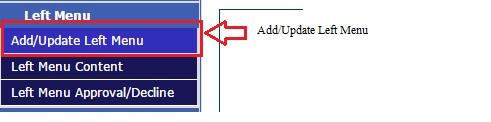 Left Menu
Add/Update Left Menu
Add/Update Left Menu
Left Menu Content
Left Menu Approval/Decline